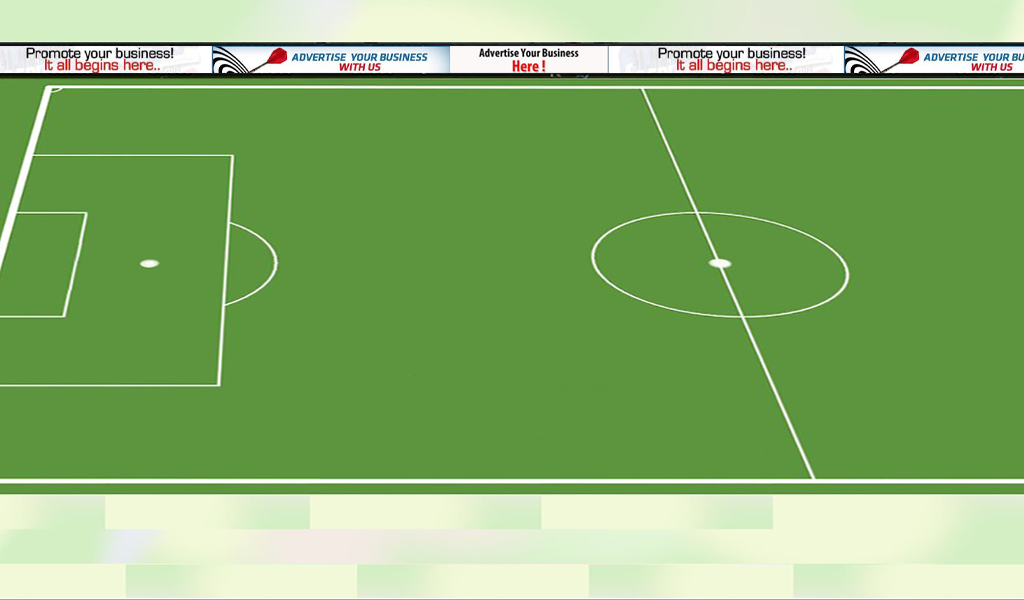 Promote your business!
It all begins here..
ADVERTISE YOUR BUSINESS
WITH US
Advertise Your Business
Here !
Promote your business!
It all begins here..
ADVERTISE YOUR BU
WITH US